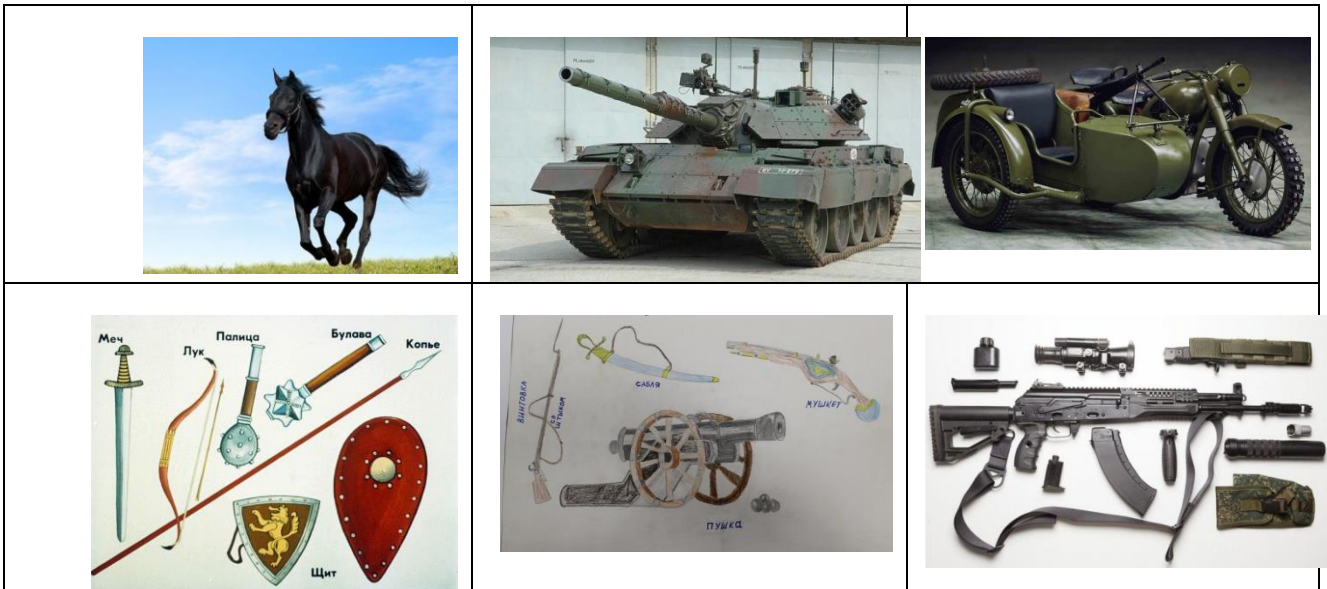 Меч
Лук
Палица
Булава
Копье
Щит
ВИНТОВКА
СО ШТЫКОМ
САБЛЯ
МУШКЕТ
ПУШКА